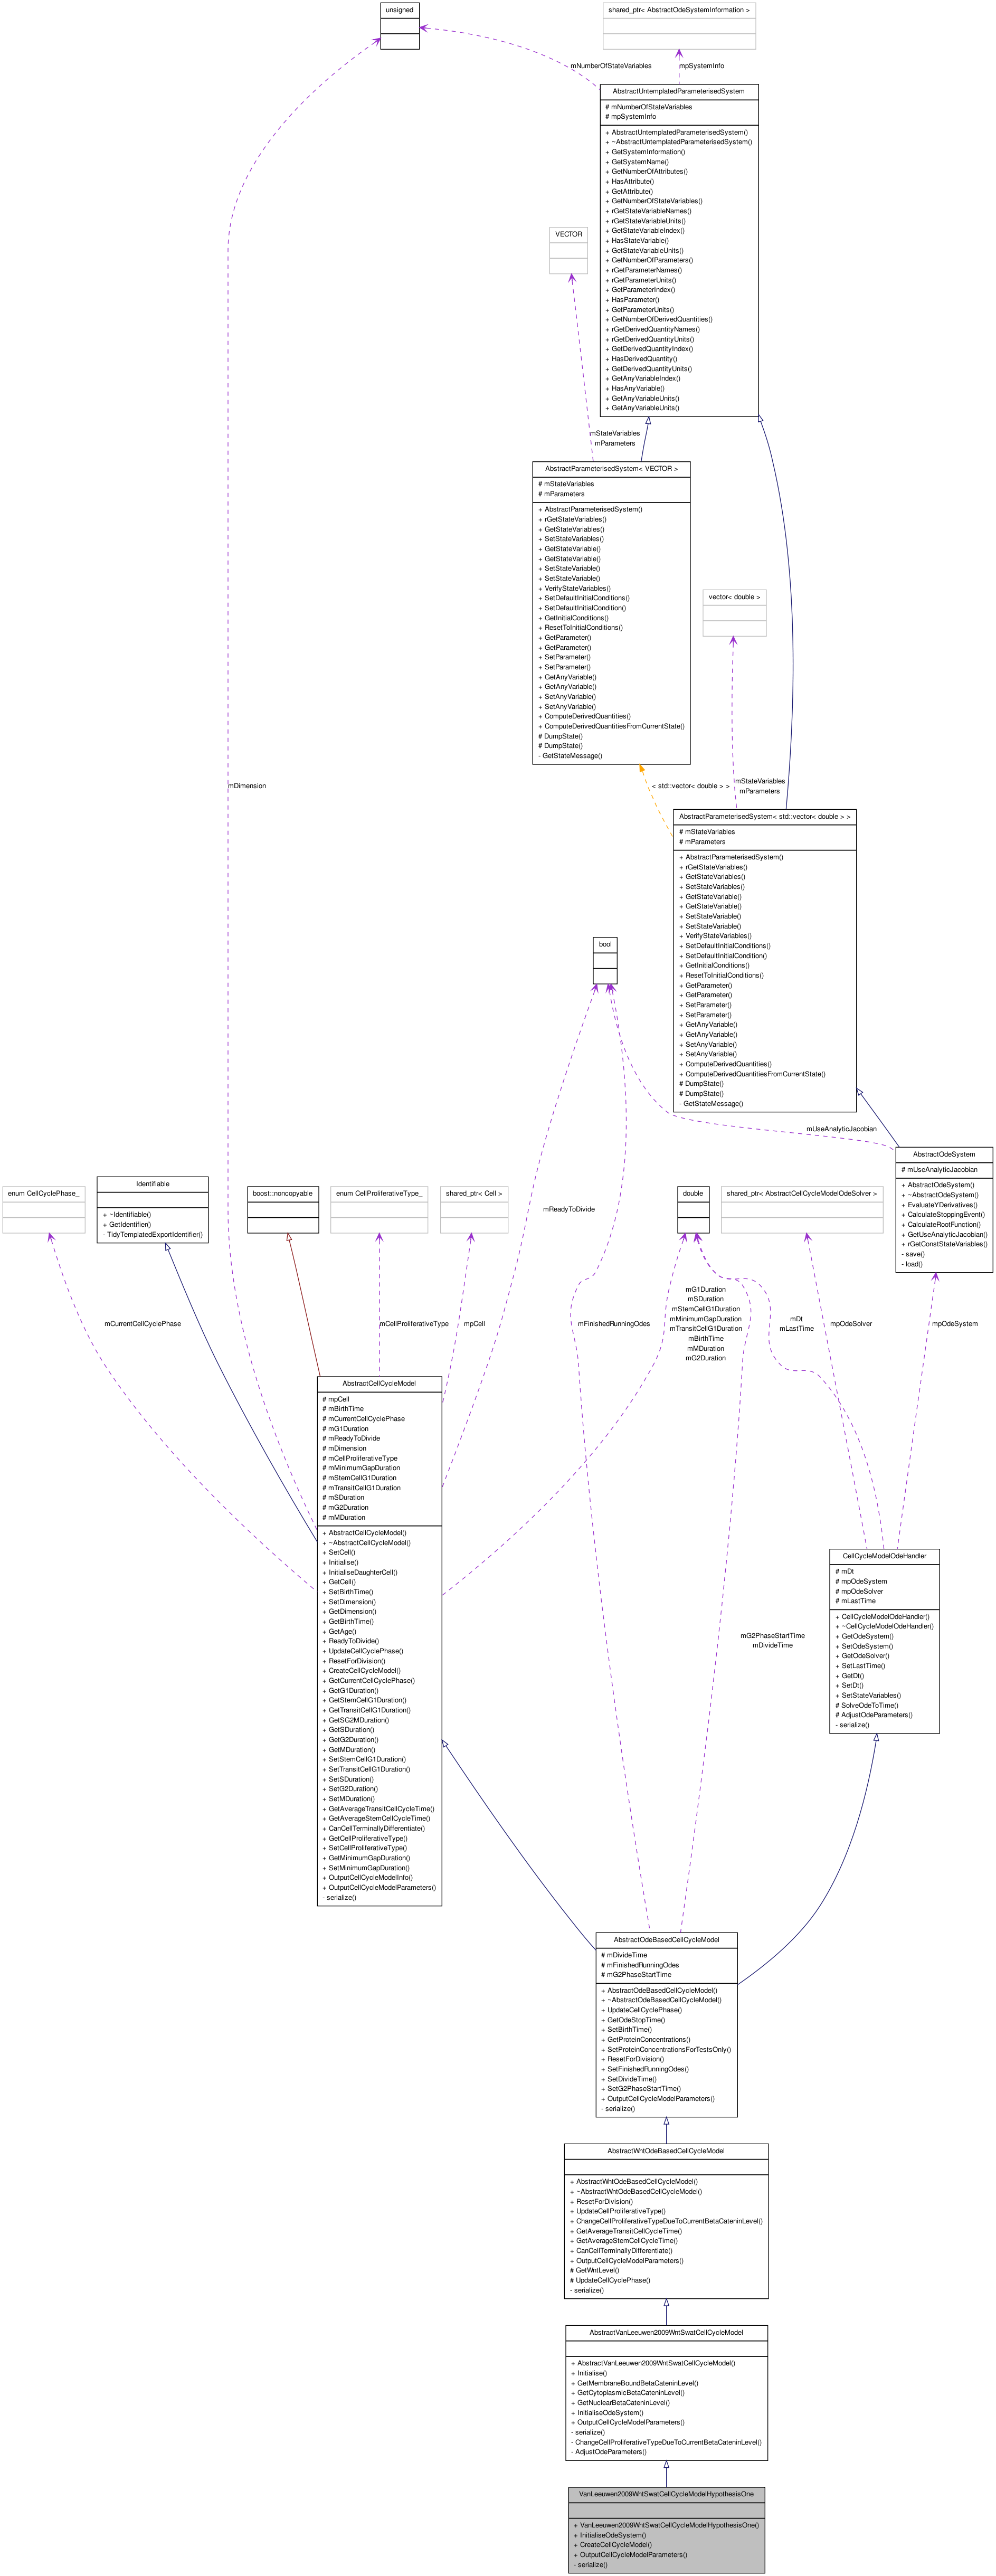 unsigned
shared_ptr< AbstractOdeSystemInformation >
mNumberOfStateVariables
mpSystemInfo
AbstractUntemplatedParameterisedSystem
# mNumberOfStateVariables
# mpSystemInfo
+ AbstractUntemplatedParameterisedSystem()
+ ~AbstractUntemplatedParameterisedSystem()
+ GetSystemInformation()
+ GetSystemName()
+ GetNumberOfAttributes()
+ HasAttribute()
+ GetAttribute()
+ GetNumberOfStateVariables()
+ rGetStateVariableNames()
+ rGetStateVariableUnits()
+ GetStateVariableIndex()
+ HasStateVariable()
+ GetStateVariableUnits()
+ GetNumberOfParameters()
+ rGetParameterNames()
+ rGetParameterUnits()
+ GetParameterIndex()
+ HasParameter()
+ GetParameterUnits()
+ GetNumberOfDerivedQuantities()
+ rGetDerivedQuantityNames()
+ rGetDerivedQuantityUnits()
+ GetDerivedQuantityIndex()
+ HasDerivedQuantity()
+ GetDerivedQuantityUnits()
+ GetAnyVariableIndex()
+ HasAnyVariable()
+ GetAnyVariableUnits()
+ GetAnyVariableUnits()
VECTOR
mStateVariables
mParameters
AbstractParameterisedSystem< VECTOR >
# mStateVariables
# mParameters
+ AbstractParameterisedSystem()
+ rGetStateVariables()
+ GetStateVariables()
+ SetStateVariables()
+ GetStateVariable()
+ GetStateVariable()
+ SetStateVariable()
+ SetStateVariable()
+ VerifyStateVariables()
+ SetDefaultInitialConditions()
+ SetDefaultInitialCondition()
+ GetInitialConditions()
+ ResetToInitialConditions()
+ GetParameter()
+ GetParameter()
+ SetParameter()
+ SetParameter()
+ GetAnyVariable()
+ GetAnyVariable()
+ SetAnyVariable()
+ SetAnyVariable()
+ ComputeDerivedQuantities()
+ ComputeDerivedQuantitiesFromCurrentState()
# DumpState()
# DumpState()
- GetStateMessage()
vector< double >
mDimension
< std::vector< double > >
mStateVariables
mParameters
AbstractParameterisedSystem< std::vector< double > >
# mStateVariables
# mParameters
+ AbstractParameterisedSystem()
+ rGetStateVariables()
+ GetStateVariables()
+ SetStateVariables()
+ GetStateVariable()
+ GetStateVariable()
+ SetStateVariable()
+ SetStateVariable()
+ VerifyStateVariables()
+ SetDefaultInitialConditions()
+ SetDefaultInitialCondition()
+ GetInitialConditions()
+ ResetToInitialConditions()
+ GetParameter()
+ GetParameter()
+ SetParameter()
+ SetParameter()
+ GetAnyVariable()
+ GetAnyVariable()
+ SetAnyVariable()
+ SetAnyVariable()
+ ComputeDerivedQuantities()
+ ComputeDerivedQuantitiesFromCurrentState()
# DumpState()
# DumpState()
- GetStateMessage()
bool
mUseAnalyticJacobian
AbstractOdeSystem
# mUseAnalyticJacobian
+ AbstractOdeSystem()
+ ~AbstractOdeSystem()
+ EvaluateYDerivatives()
+ CalculateStoppingEvent()
+ CalculateRootFunction()
+ GetUseAnalyticJacobian()
+ rGetConstStateVariables()
- save()
- load()
enum CellCyclePhase_
Identifiable
+ ~Identifiable()
+ GetIdentifier()
- TidyTemplatedExportIdentifier()
boost::noncopyable
enum CellProliferativeType_
shared_ptr< Cell >
mReadyToDivide
double
shared_ptr< AbstractCellCycleModelOdeSolver >
mCurrentCellCyclePhase
mCellProliferativeType
mpCell
mFinishedRunningOdes
mG1Duration
mSDuration
mStemCellG1Duration
mMinimumGapDuration
mTransitCellG1Duration
mBirthTime
mMDuration
mG2Duration
mDt
mLastTime
mpOdeSolver
mpOdeSystem
AbstractCellCycleModel
# mpCell
# mBirthTime
# mCurrentCellCyclePhase
# mG1Duration
# mReadyToDivide
# mDimension
# mCellProliferativeType
# mMinimumGapDuration
# mStemCellG1Duration
# mTransitCellG1Duration
# mSDuration
# mG2Duration
# mMDuration
+ AbstractCellCycleModel()
+ ~AbstractCellCycleModel()
+ SetCell()
+ Initialise()
+ InitialiseDaughterCell()
+ GetCell()
+ SetBirthTime()
+ SetDimension()
+ GetDimension()
+ GetBirthTime()
+ GetAge()
+ ReadyToDivide()
+ UpdateCellCyclePhase()
+ ResetForDivision()
+ CreateCellCycleModel()
+ GetCurrentCellCyclePhase()
+ GetG1Duration()
+ GetStemCellG1Duration()
+ GetTransitCellG1Duration()
+ GetSG2MDuration()
+ GetSDuration()
+ GetG2Duration()
+ GetMDuration()
+ SetStemCellG1Duration()
+ SetTransitCellG1Duration()
+ SetSDuration()
+ SetG2Duration()
+ SetMDuration()
+ GetAverageTransitCellCycleTime()
+ GetAverageStemCellCycleTime()
+ CanCellTerminallyDifferentiate()
+ GetCellProliferativeType()
+ SetCellProliferativeType()
+ GetMinimumGapDuration()
+ SetMinimumGapDuration()
+ OutputCellCycleModelInfo()
+ OutputCellCycleModelParameters()
- serialize()
CellCycleModelOdeHandler
# mDt
# mpOdeSystem
# mpOdeSolver
# mLastTime
+ CellCycleModelOdeHandler()
+ ~CellCycleModelOdeHandler()
+ GetOdeSystem()
+ SetOdeSystem()
+ GetOdeSolver()
+ SetLastTime()
+ GetDt()
+ SetDt()
+ SetStateVariables()
# SolveOdeToTime()
# AdjustOdeParameters()
- serialize()
mG2PhaseStartTime
mDivideTime
AbstractOdeBasedCellCycleModel
# mDivideTime
# mFinishedRunningOdes
# mG2PhaseStartTime
+ AbstractOdeBasedCellCycleModel()
+ ~AbstractOdeBasedCellCycleModel()
+ UpdateCellCyclePhase()
+ GetOdeStopTime()
+ SetBirthTime()
+ GetProteinConcentrations()
+ SetProteinConcentrationsForTestsOnly()
+ ResetForDivision()
+ SetFinishedRunningOdes()
+ SetDivideTime()
+ SetG2PhaseStartTime()
+ OutputCellCycleModelParameters()
- serialize()
AbstractWntOdeBasedCellCycleModel
+ AbstractWntOdeBasedCellCycleModel()
+ ~AbstractWntOdeBasedCellCycleModel()
+ ResetForDivision()
+ UpdateCellProliferativeType()
+ ChangeCellProliferativeTypeDueToCurrentBetaCateninLevel()
+ GetAverageTransitCellCycleTime()
+ GetAverageStemCellCycleTime()
+ CanCellTerminallyDifferentiate()
+ OutputCellCycleModelParameters()
# GetWntLevel()
# UpdateCellCyclePhase()
- serialize()
AbstractVanLeeuwen2009WntSwatCellCycleModel
+ AbstractVanLeeuwen2009WntSwatCellCycleModel()
+ Initialise()
+ GetMembraneBoundBetaCateninLevel()
+ GetCytoplasmicBetaCateninLevel()
+ GetNuclearBetaCateninLevel()
+ InitialiseOdeSystem()
+ OutputCellCycleModelParameters()
- serialize()
- ChangeCellProliferativeTypeDueToCurrentBetaCateninLevel()
- AdjustOdeParameters()
VanLeeuwen2009WntSwatCellCycleModelHypothesisOne
+ VanLeeuwen2009WntSwatCellCycleModelHypothesisOne()
+ InitialiseOdeSystem()
+ CreateCellCycleModel()
+ OutputCellCycleModelParameters()
- serialize()